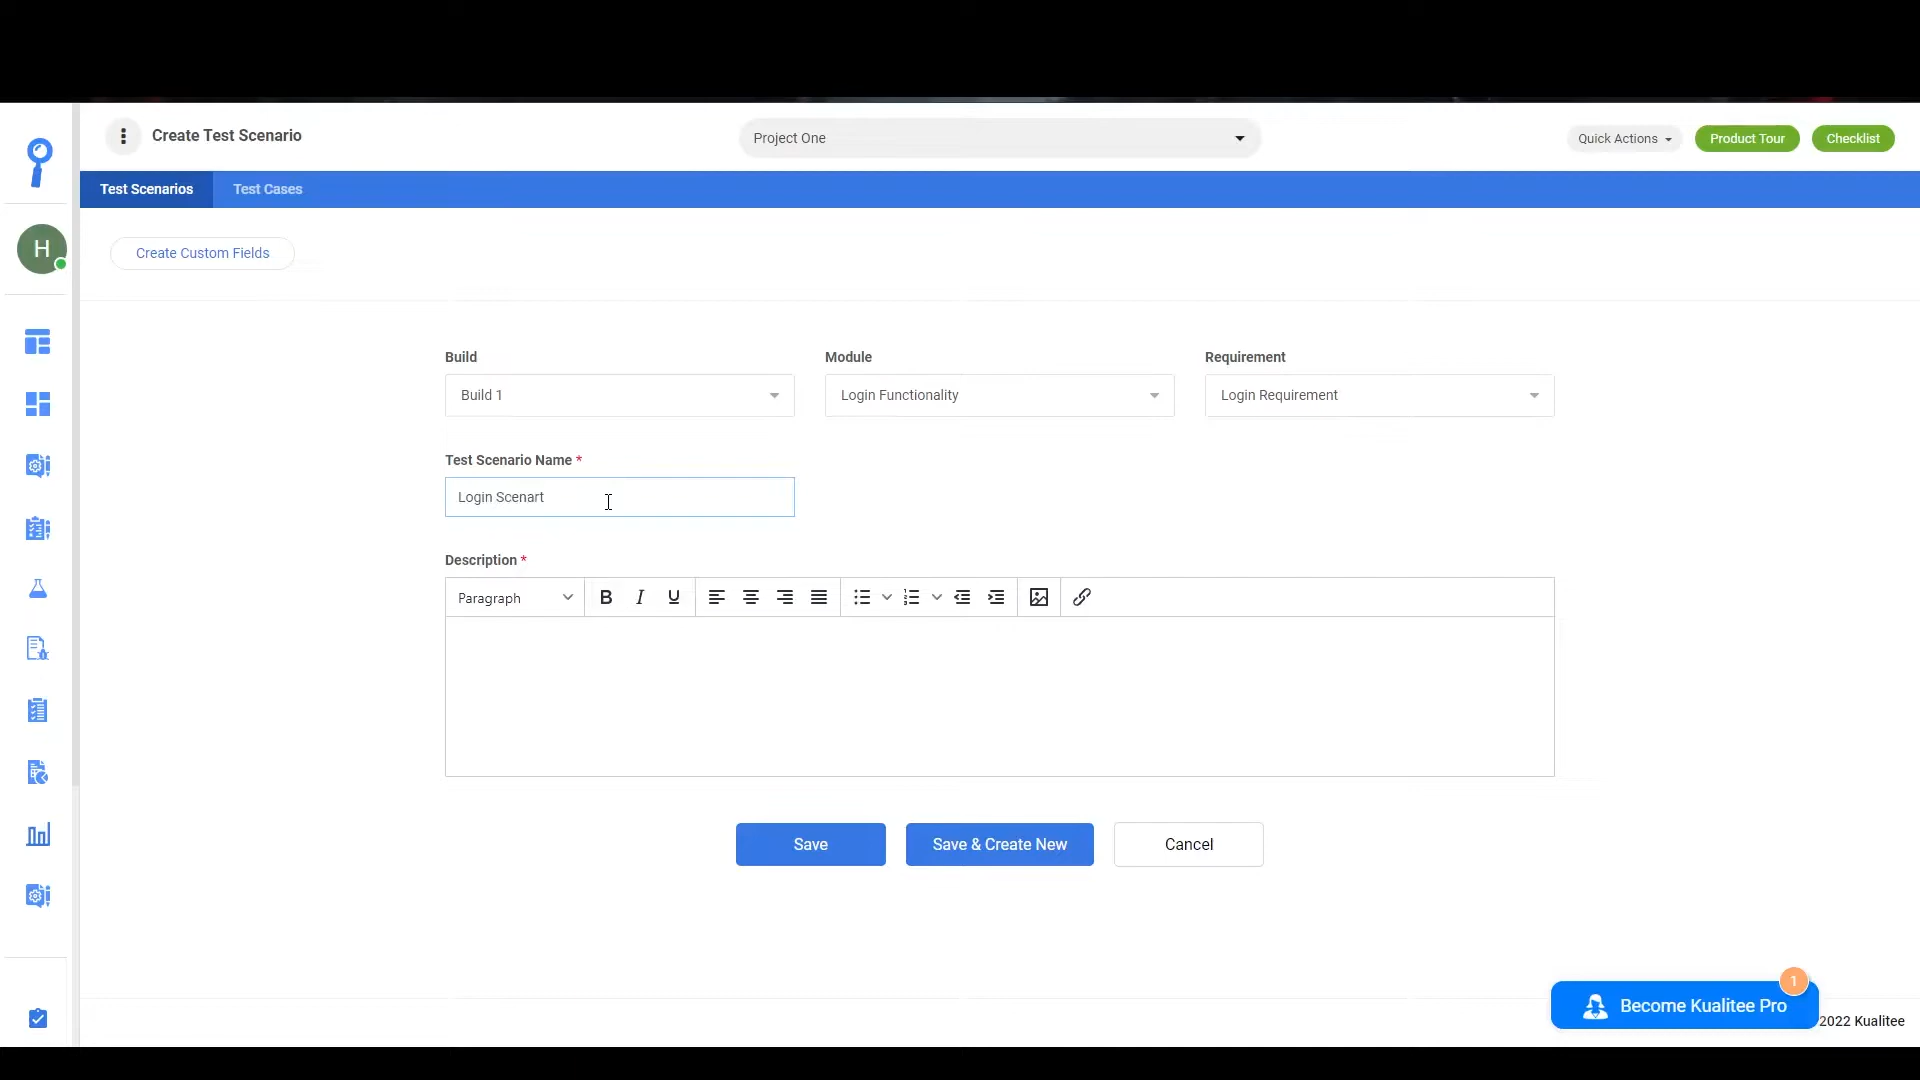 Create Test Scenario
Project One
Quick Actions
Product Tour
Checklist
Test Scenarios
Test Cases
H
Create Custom Fields
Build
Module
Requirement
Build 1
Login Functionality
Login Requirement
Test Scenario Name *
Login Scenart
Description *
Paragraph
B I U
Save
Save & Create New
Cancel
1
Become Kualitee Pro
2022 Kualitee